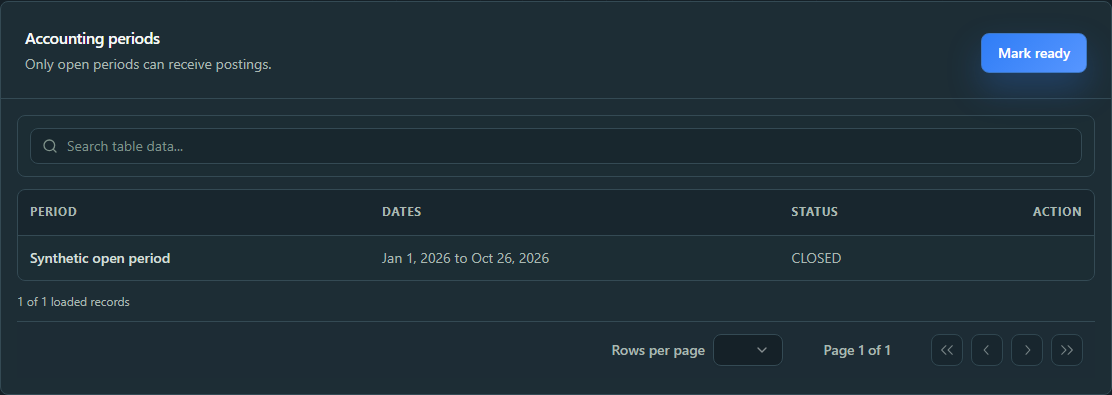 Accounting periods
Only open periods can receive postings.
Mark ready
Search table data...
PERIOD DATES STATUS ACTION
Synthetic open period Jan 1, 2026 to Oct 26, 2026 CLOSED
1 of 1 loaded records
Rows per page Page 1 of 1